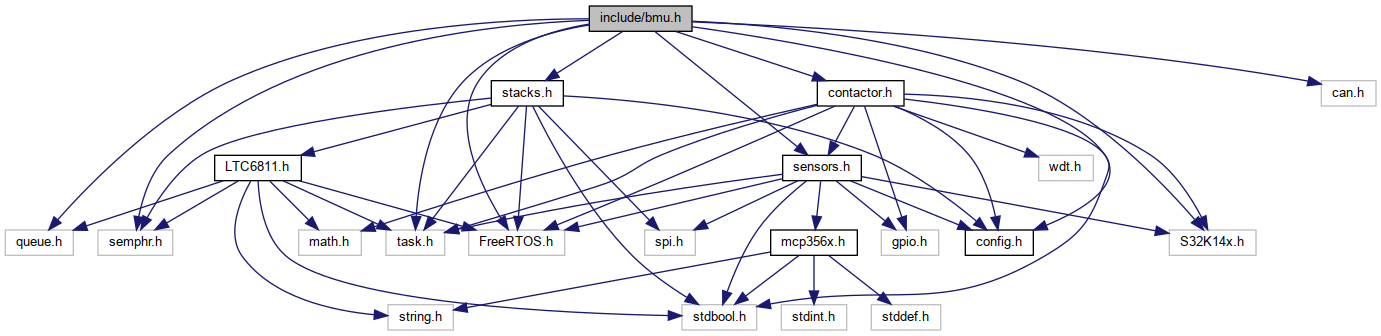 include/bmu.h
stacks.h
contactor.h
can.h
LTC6811.h
sensors.h
wdt.h
queue.h
semphr.h
math.h
task.h
FreeRTOS.h
spi.h
mcp356x.h
gpio.h
config.h
S32K14x.h
string.h
stdbool.h
stdint.h
stddef.h